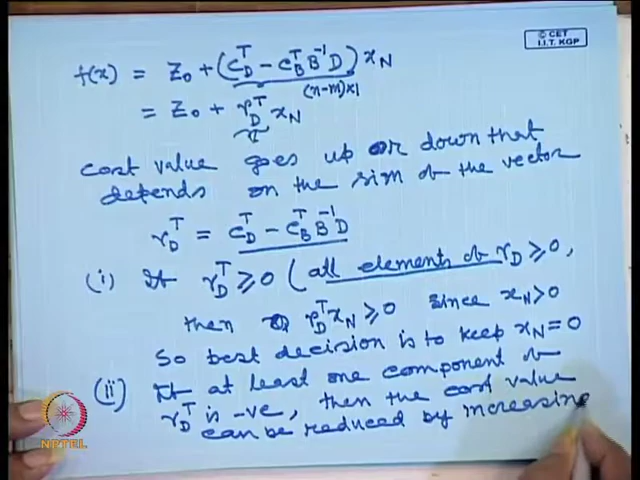 © CET
I.I.T. KGP
f(x) = Z₀ + (C_D^T - C_B^T B^-1 D) x_N
(n-m)×1
= Z₀ + r_D^T x_N
cost value goes up or down that
depends on the sign of the vector
r_D^T = C_D^T - C_B^T B^-1 D
(i) If r_D^T ≥ 0 (all elements of r_D ≥ 0,
then r_D^T x_N ≥ 0 since x_N > 0
So best decision is to keep x_N = 0
(ii) If at least one component of
r_D^T is -ve, then the cost value
can be reduced by increasing
NPTEL